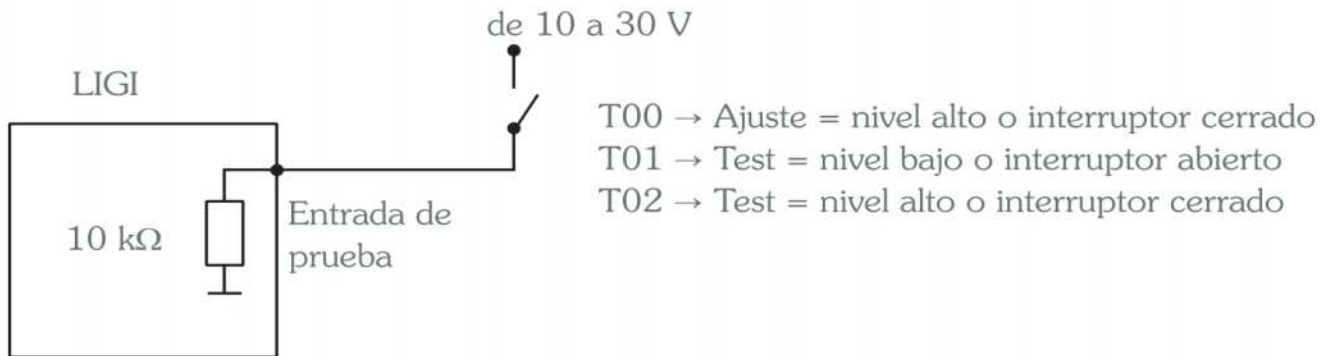 de 10 a 30 V
LIGI
T00 → Ajuste = nivel alto o interruptor cerrado
T01 → Test = nivel bajo o interruptor abierto
T02 → Test = nivel alto o interruptor cerrado
10 kΩ
Entrada de
prueba